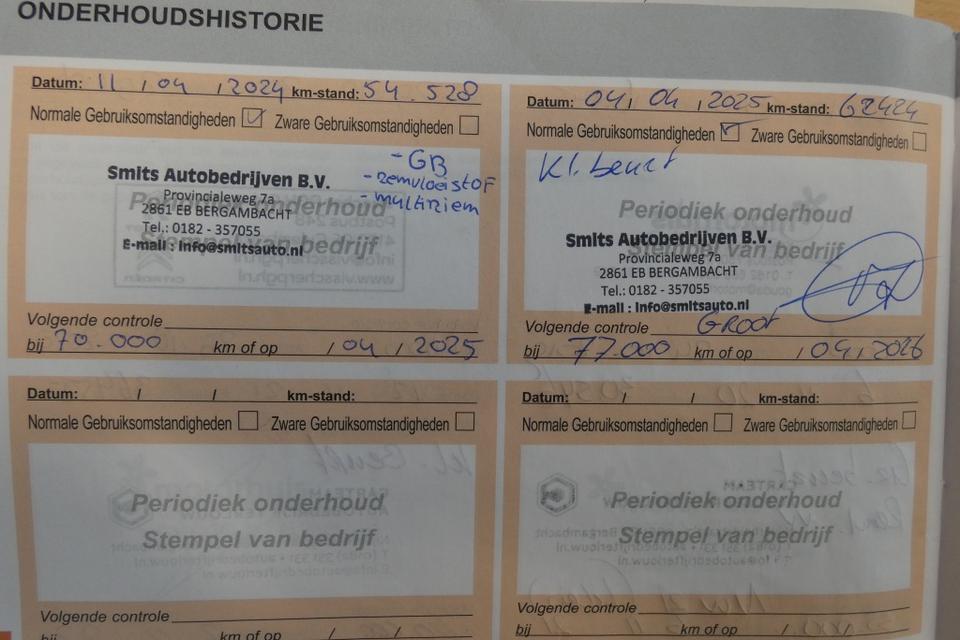 ONDERHOUDSHISTORIE
Datum: 11 / 04 / 2024 km-stand: 54.528
Normale Gebruiksomstandigheden ☑ Zware Gebruiksomstandigheden ☐
- GB
- remvloeistof
- multiriem
Smits Autobedrijven B.V.
Provincialeweg 7a
2861 EB BERGAMBACHT
Tel.: 0182 - 357055
E-mail : info@smitsauto.nl
Periodiek onderhoud
Stempel van bedrijf
Volgende controle
bij 70.000 km of op / 04 / 2025
Datum: 04 / 04 / 2025 km-stand: 62424
Normale Gebruiksomstandigheden ☑ Zware Gebruiksomstandigheden ☐
Kl. beurt
Periodiek onderhoud
Stempel van bedrijf
Smits Autobedrijven B.V.
Provincialeweg 7a
2861 EB BERGAMBACHT
Tel.: 0182 - 357055
E-mail : info@smitsauto.nl
Volgende controle GROOT
bij 77.000 km of op / 04 / 2026
Datum: / / km-stand:
Normale Gebruiksomstandigheden ☐ Zware Gebruiksomstandigheden ☐
Periodiek onderhoud
Stempel van bedrijf
Volgende controle
bij km of op / /
Datum: / / km-stand:
Normale Gebruiksomstandigheden ☐ Zware Gebruiksomstandigheden ☐
Periodiek onderhoud
Stempel van bedrijf
Volgende controle
bij km of op / /